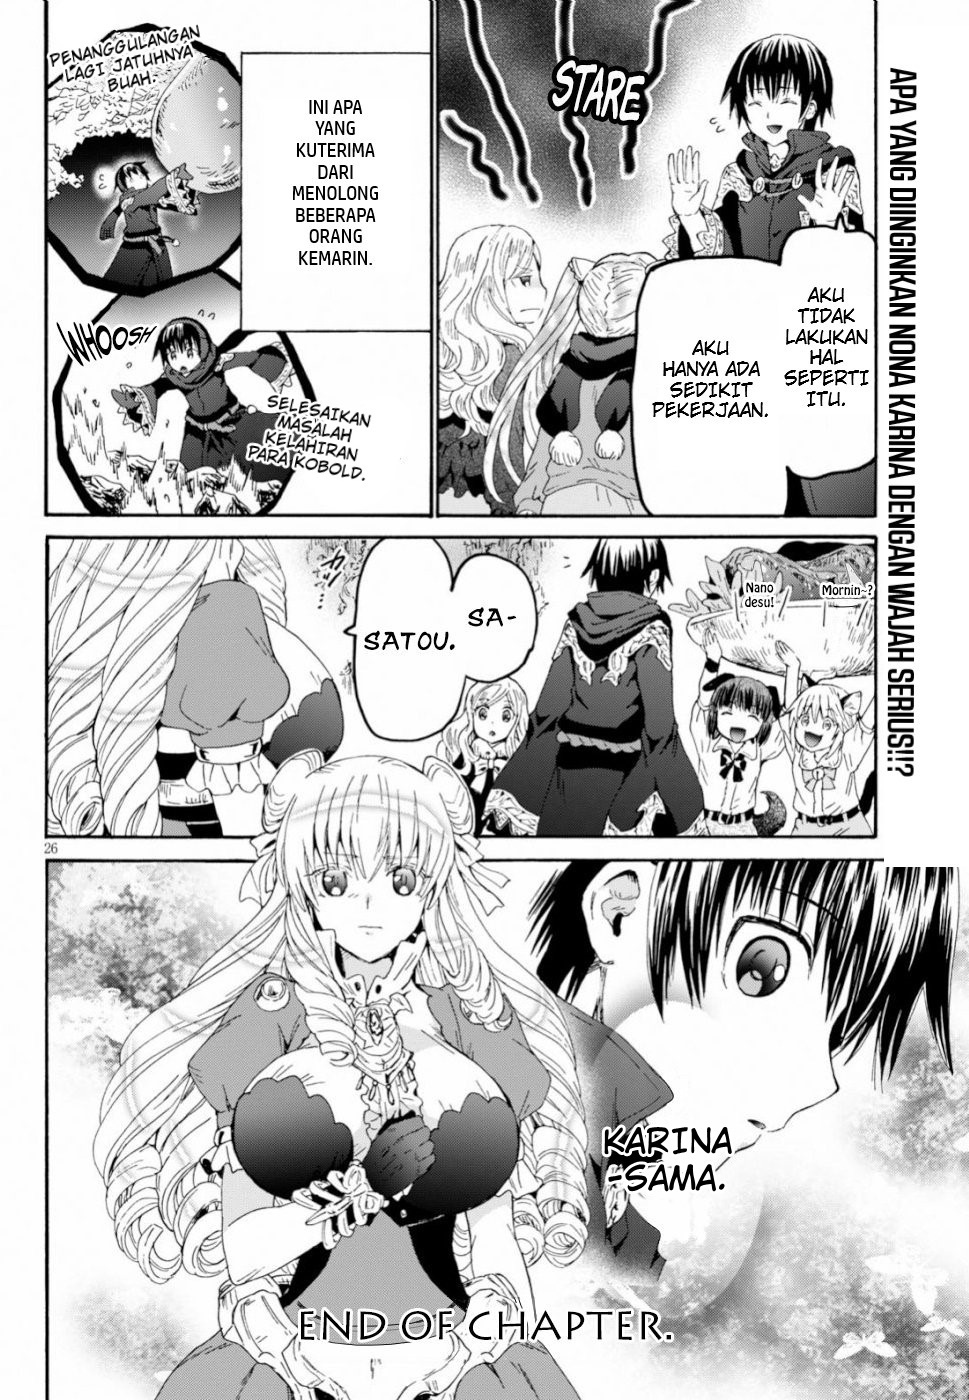 STARE
AKU
TIDAK
LAKUKAN
HAL
SEPERTI
ITU.
AKU
HANYA ADA
SEDIKIT
PEKERJAAN.
INI APA
YANG
KUTERIMA
DARI
MENOLONG
BEBERAPA
ORANG
KEMARIN.
PENANGGULANGAN
LAGI JATUHNYA
BUAH.
WHOOSH
SELESAIKAN
MASALAH
KELAHIRAN
PARA KOBOLD.
APA YANG DIINGINKAN NONA KARINA DENGAN WAJAH SERIUS!!?
Mornin~?
Nano
desu!
SA-
SATOU.
26
KARINA
-SAMA.
END OF CHAPTER.